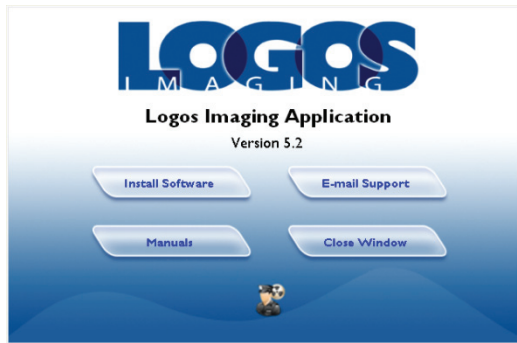 LOGOS
IMAGING
Logos Imaging Application
Version 5.2
Install Software
E-mail Support
Manuals
Close Window